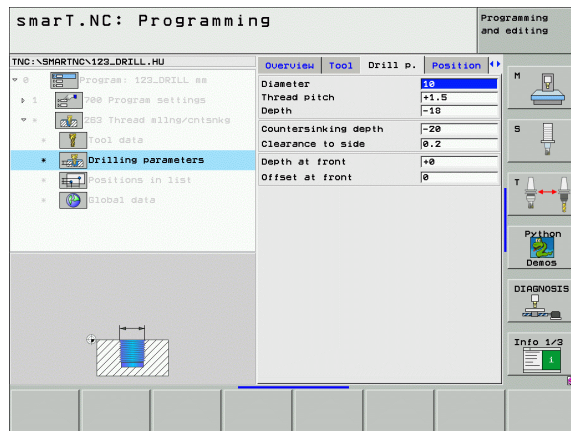 smarT.NC: Programming
Programming
and editing
TNC:\SMARTNC\123_DRILL.HU
0 Program: 123_DRILL mm
1 700 Program settings
* 263 Thread mllng/cntsnkg
* Tool data
* Drilling parameters
* Positions in list
* Global data
Overview Tool Drill p. Position
Diameter 10
Thread pitch +1.5
Depth -18
Countersinking depth -20
Clearance to side 0.2
Depth at front +0
Offset at front 0
M
S
T
Python
Demos
DIAGNOSIS
Info 1/3